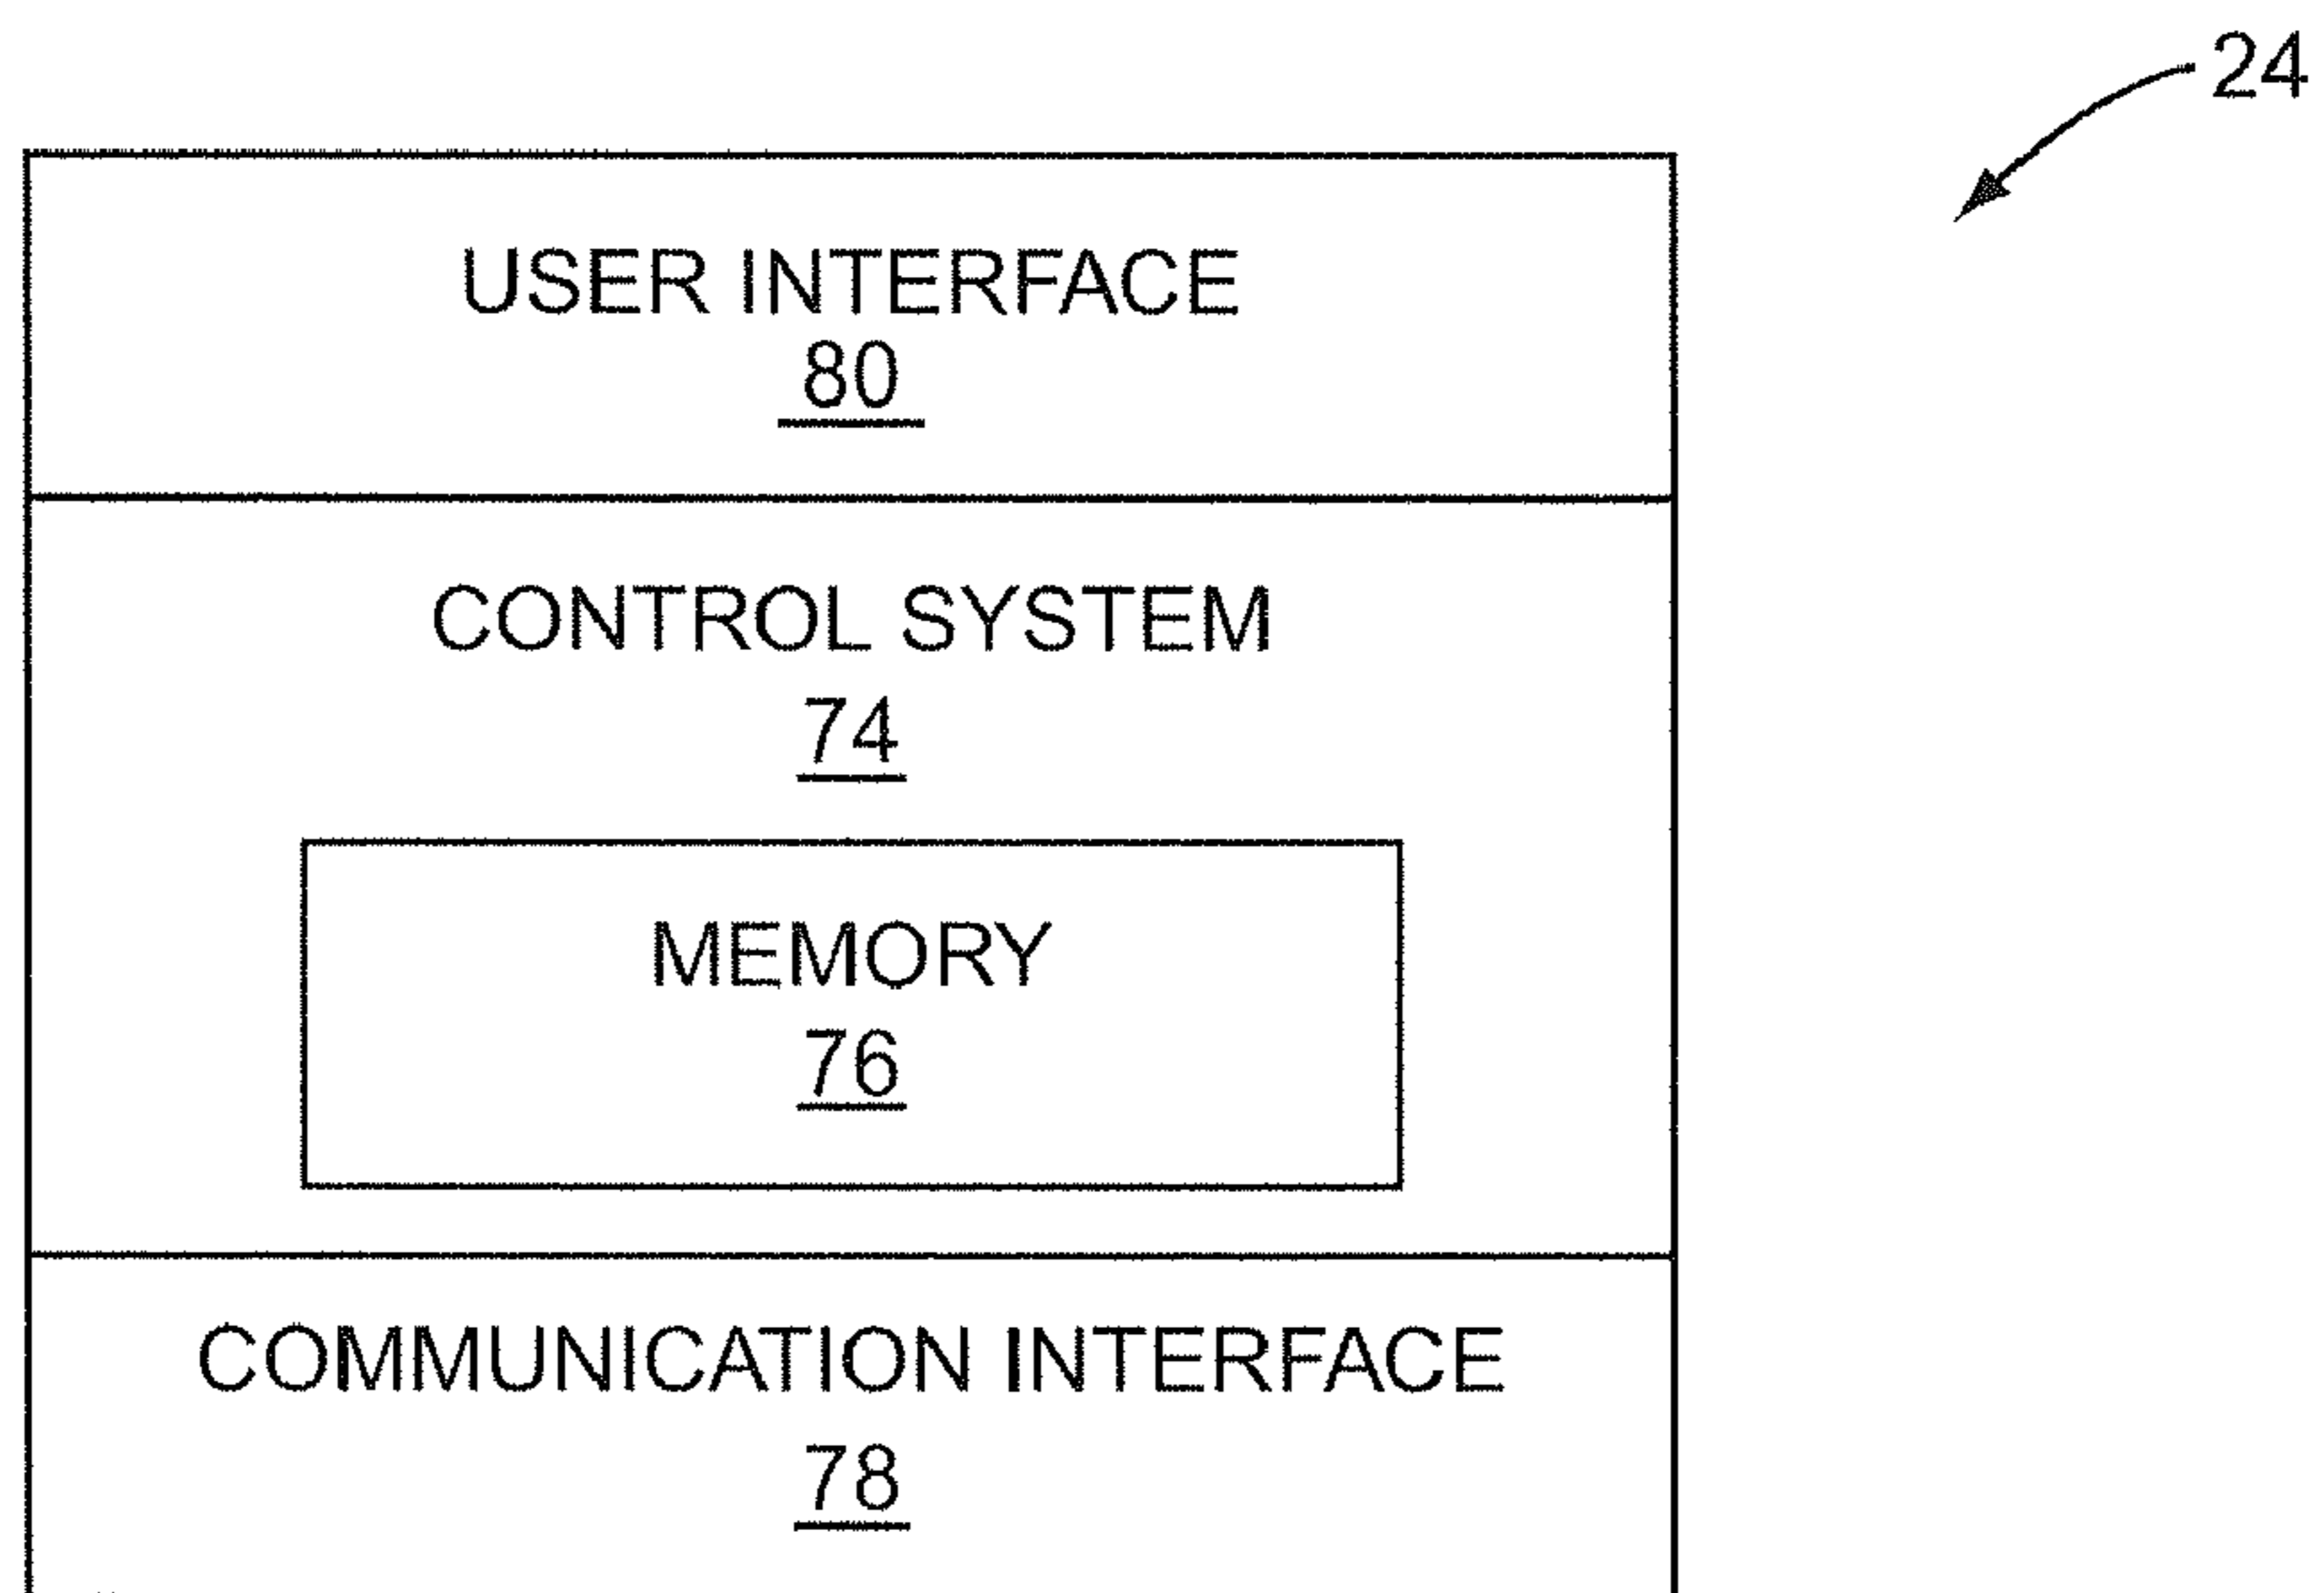 24
USER INTERFACE
80
CONTROL SYSTEM
74
MEMORY
76
COMMUNICATION INTERFACE
78